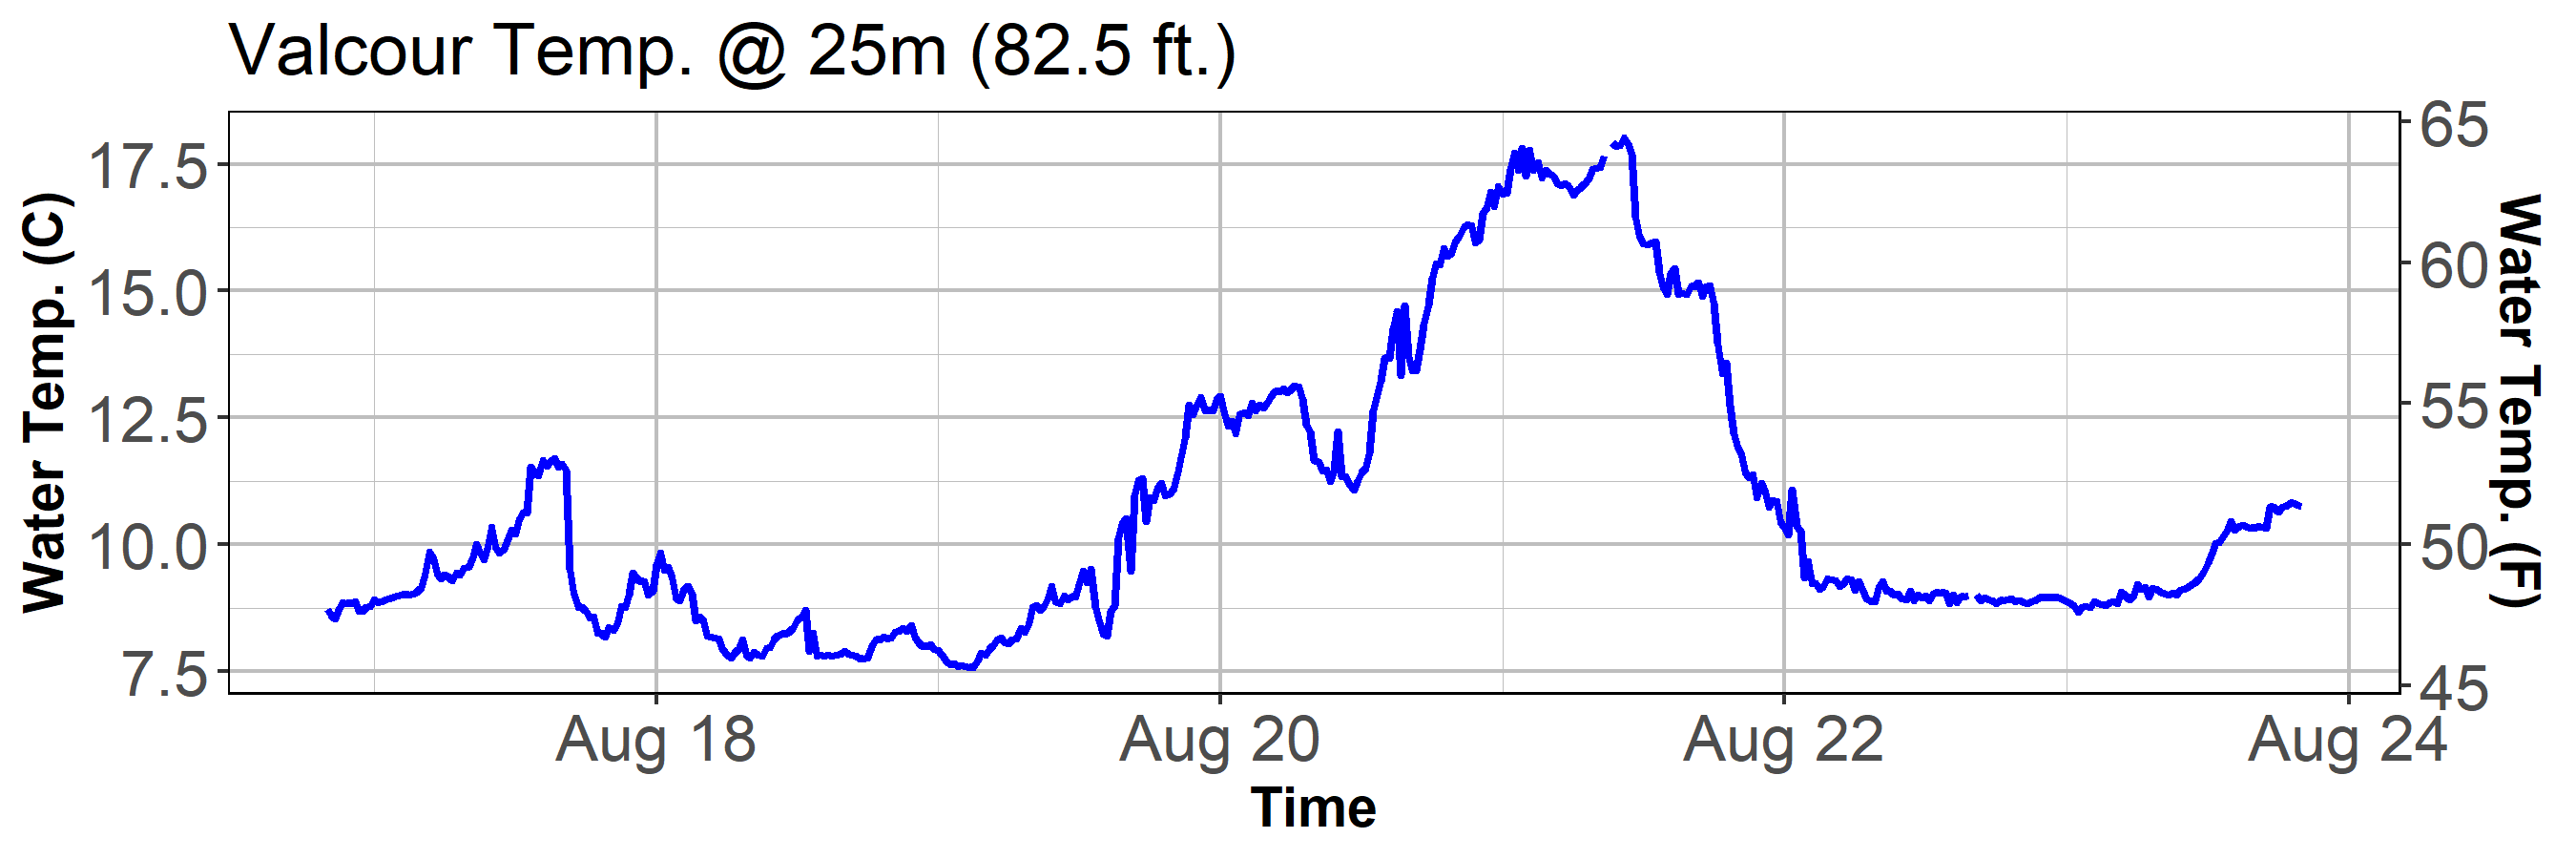 Valcour Temp. @ 25m (82.5 ft.)
Water Temp. (C)
17.5
15.0
12.5
10.0
7.5
65
60
55
50
45
Water Temp. (F)
Aug 18 Aug 20 Aug 22 Aug 24
Time